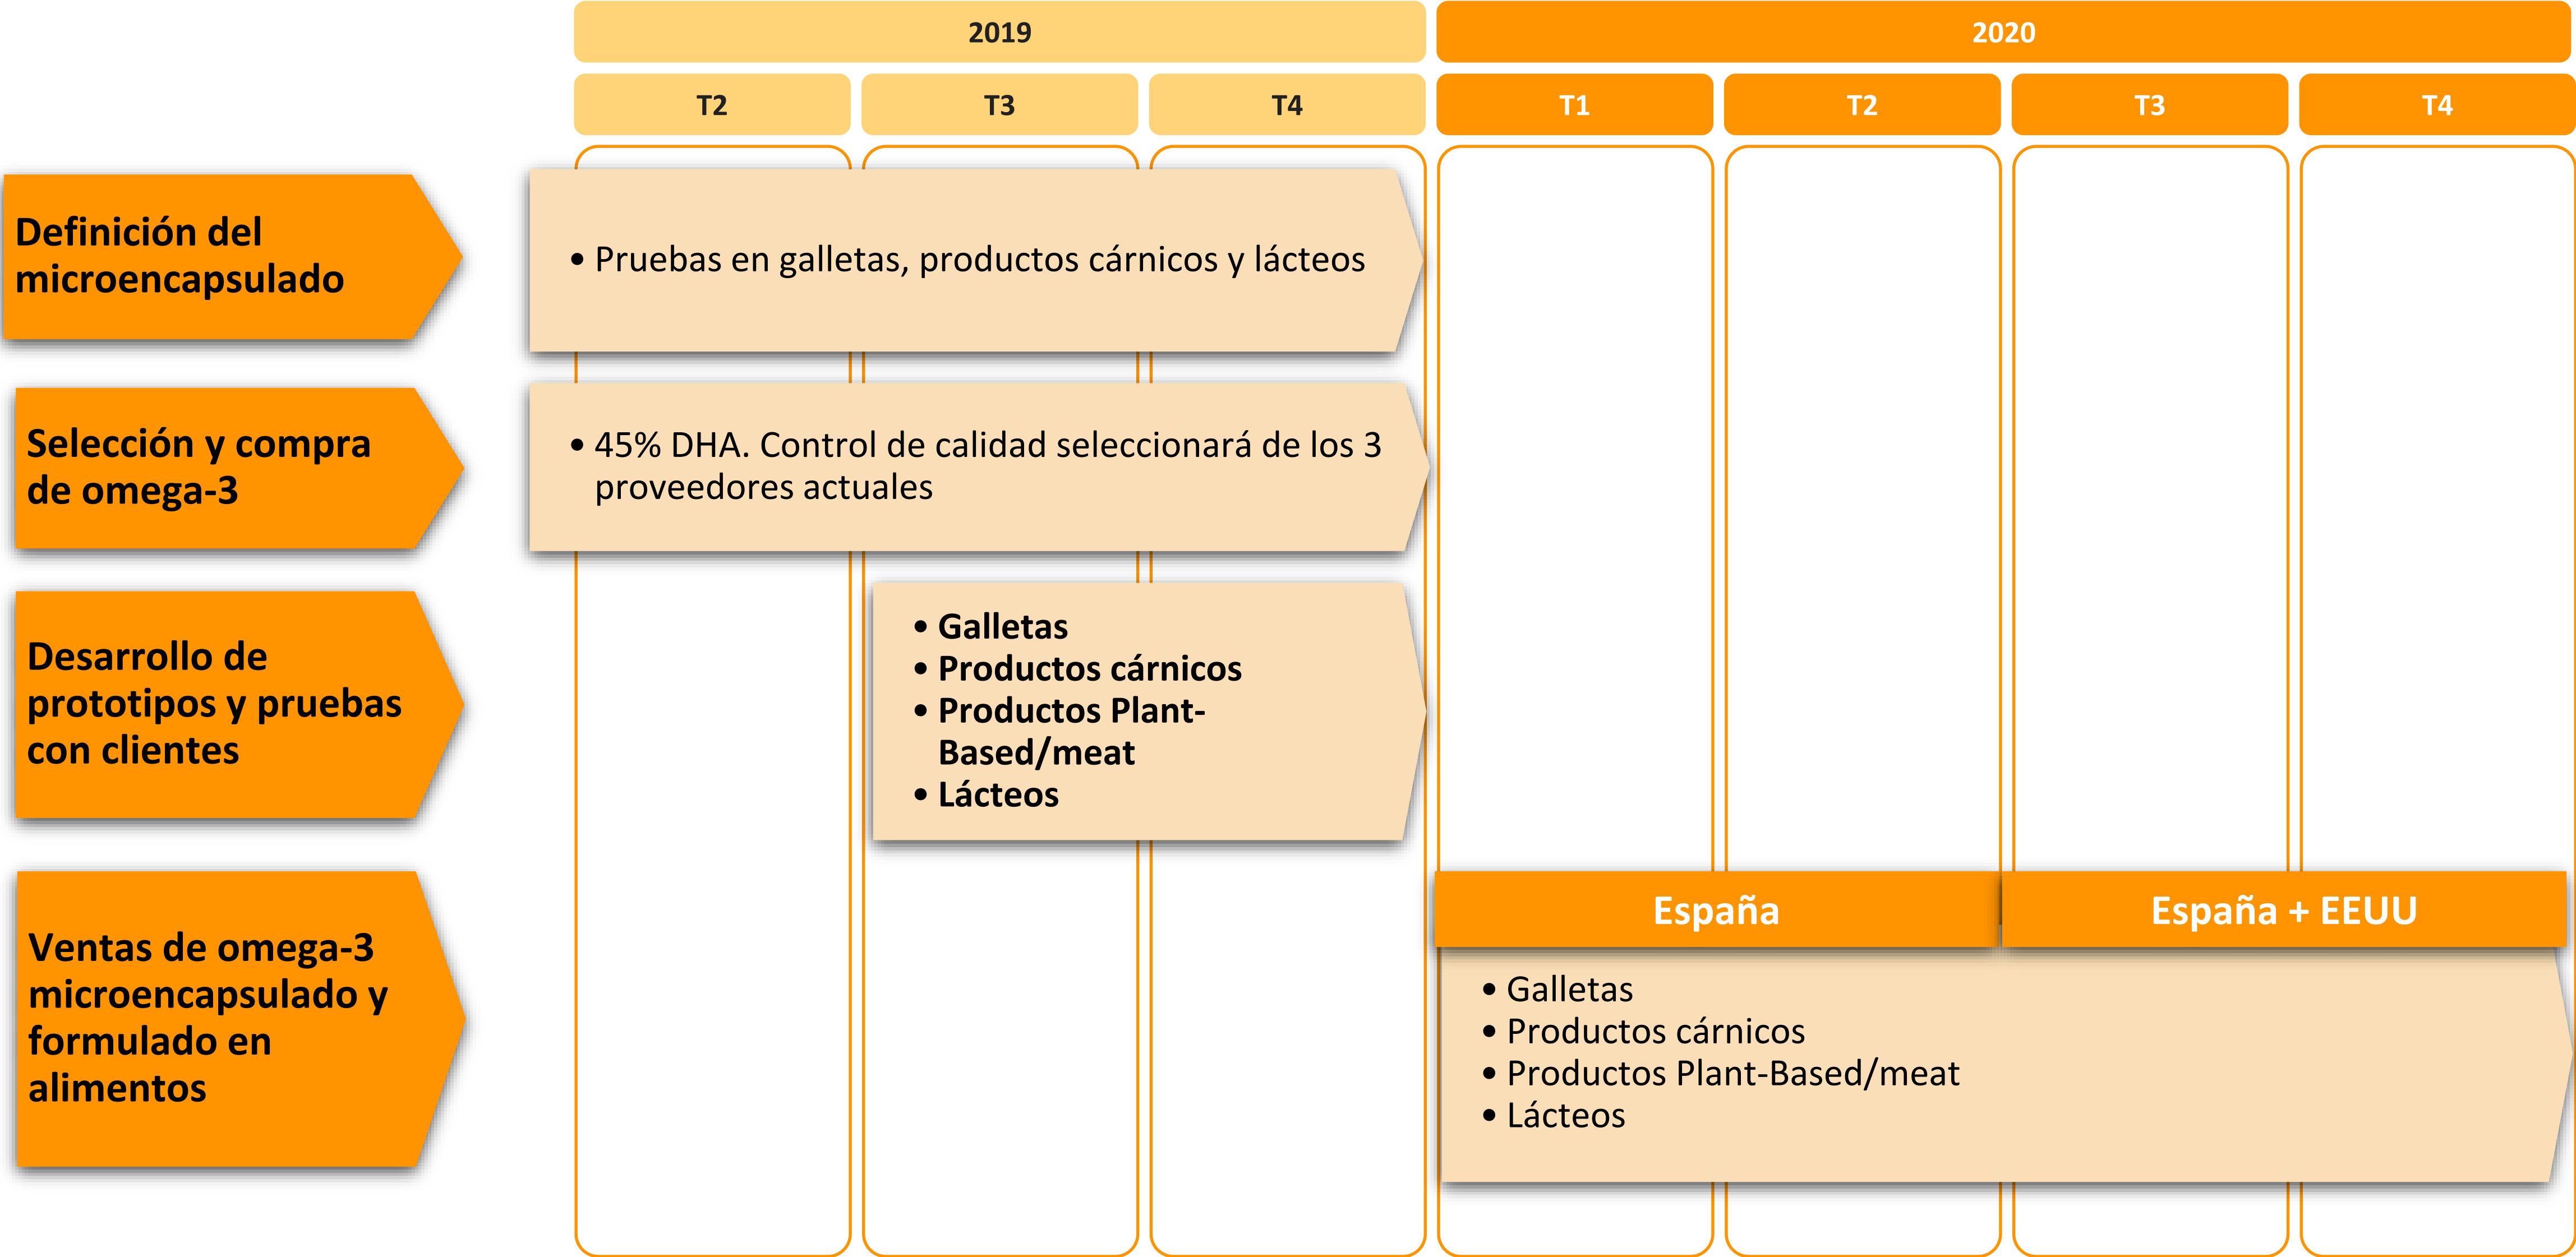 2019
2020
T2
T3
T4
T1
T2
T3
T4
Definición del
microencapsulado
• Pruebas en galletas, productos cárnicos y lácteos
Selección y compra
de omega-3
• 45% DHA. Control de calidad seleccionará de los 3
proveedores actuales
Desarrollo de
prototipos y pruebas
con clientes
• Galletas
• Productos cárnicos
• Productos Plant-
Based/meat
• Lácteos
Ventas de omega-3
microencapsulado y
formulado en
alimentos
España
España + EEUU
• Galletas
• Productos cárnicos
• Productos Plant-Based/meat
• Lácteos